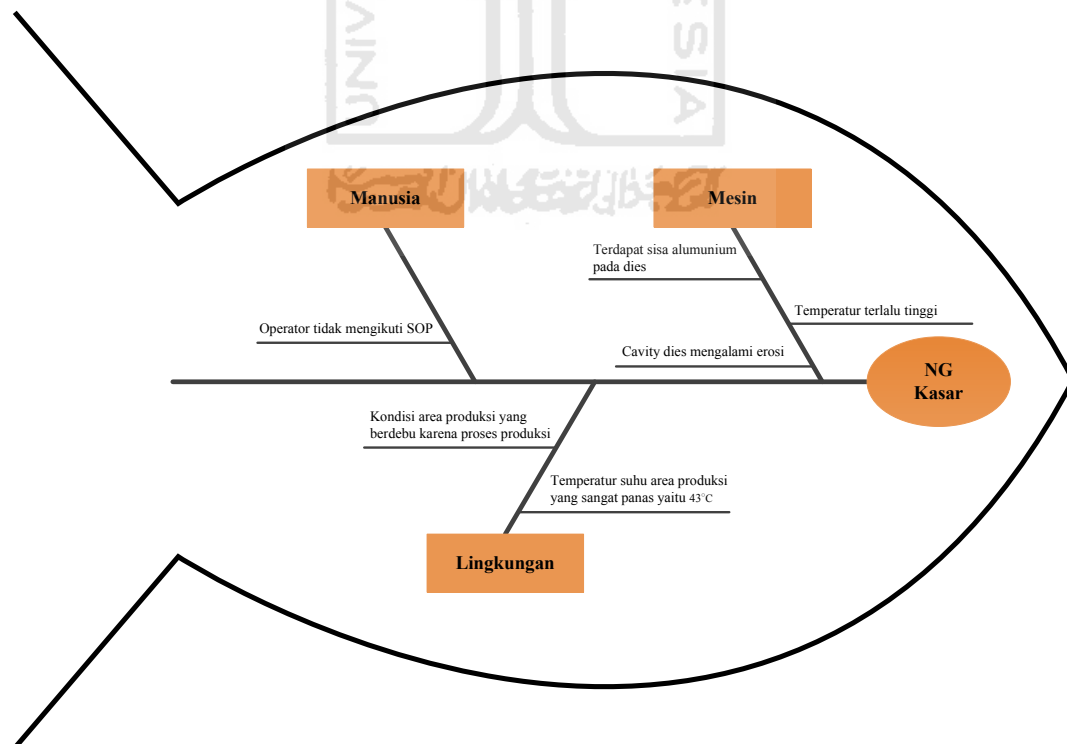 Manusia
Mesin
Terdapat sisa alumunium
pada dies
Temperatur terlalu tinggi
Operator tidak mengikuti SOP
Cavity dies mengalami erosi
NG
Kasar
Kondisi area produksi yang
berdebu karena proses produksi
Temperatur suhu area produksi
yang sangat panas yaitu 43°C
Lingkungan